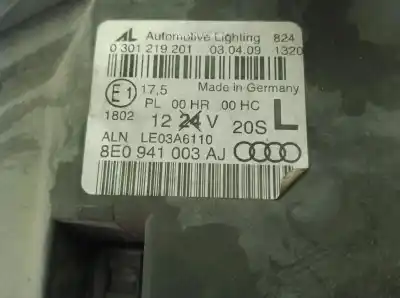 AL Automotive Lighting 824
0 301 219 201 03.04.09 1320
E1 17,5 Made in Germany
PL 00 HR 00 HC
1802 12 24 V 20S L
ALN LE03A6110
8E0 941 003 AJ